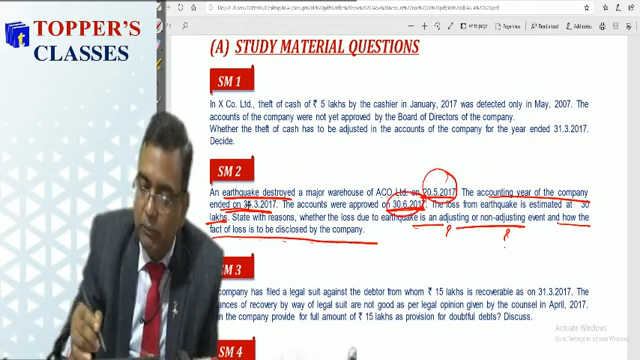 TOPPER'S
CLASSES
(A) STUDY MATERIAL QUESTIONS
SM 1
In X Co. Ltd., theft of cash of ₹ 5 lakhs by the cashier in January, 2017 was detected only in May, 2007. The
accounts of the company were not yet approved by the Board of Directors of the company.
Whether the theft of cash has to be adjusted in the accounts of the company for the year ended 31.3.2017.
Decide.
SM 2
An earthquake destroyed a major warehouse of ACO Ltd. on 20.5.2017. The accounting year of the company
ended on 31.3.2017. The accounts were approved on 30.6.2017. The loss from earthquake is estimated at 30
lakhs. State with reasons, whether the loss due to earthquake is an adjusting or non-adjusting event and how the
fact of loss is to be disclosed by the company.
SM 3
company has filed a legal suit against the debtor from whom ₹ 15 lakhs is recoverable as on 31.3.2017. The
ances of recovery by way of legal suit are not good as per legal opinion given by the counsel in April, 2017.
n the company provide for full amount of ₹ 15 lakhs as provision for doubtful debts? Discuss.
SM 4
Activate Windows